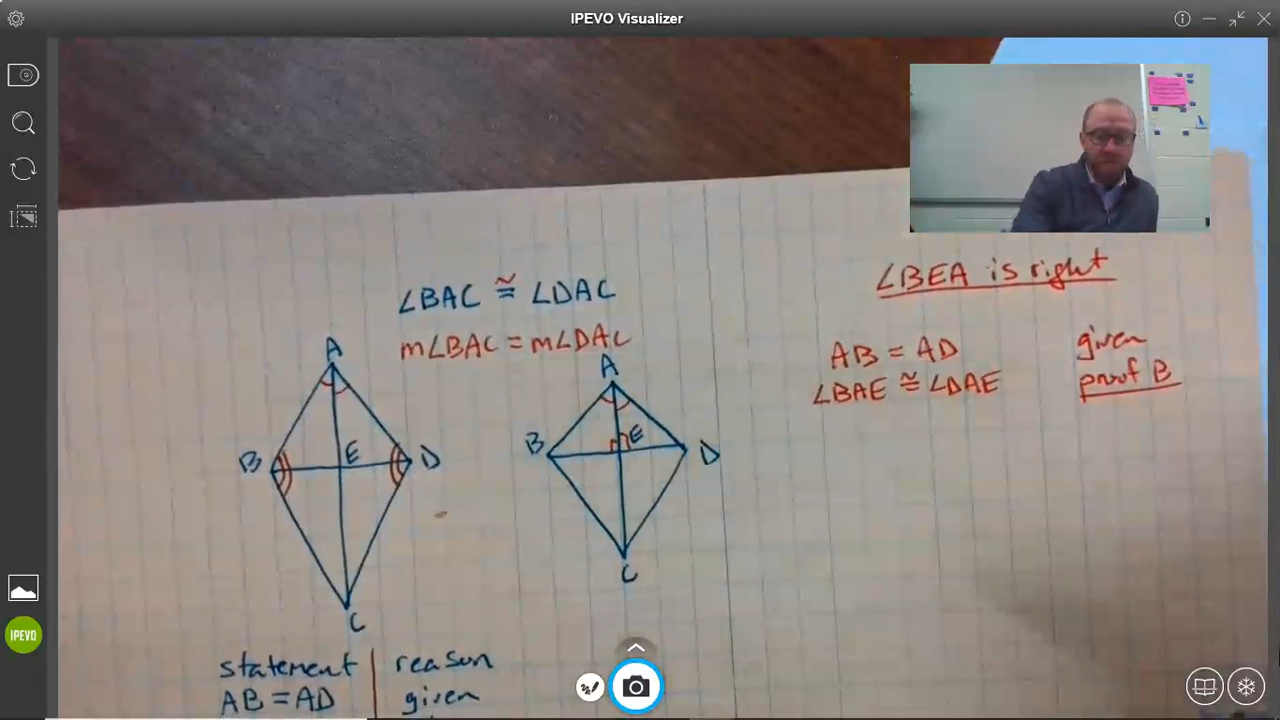 IPEVO Visualizer
∠BAC ≅ ∠DAC
m∠BAC = m∠DAC
A
B
E
D
C
A
B
E
D
C
statement | reason
AB = AD | given
∠BEA is right
AB = AD given
∠BAE ≅ ∠DAE proof B
IPEVO